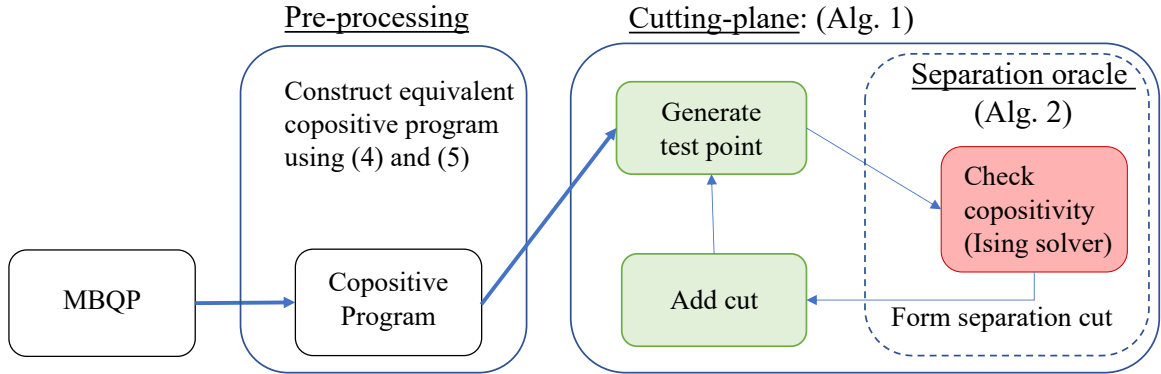 Pre-processing
Cutting-plane: (Alg. 1)
Construct equivalent
copositive program
using (4) and (5)
Separation oracle
(Alg. 2)
Generate
test point
Check
copositivity
(Ising solver)
MBQP
Copositive
Program
Add cut
Form separation cut